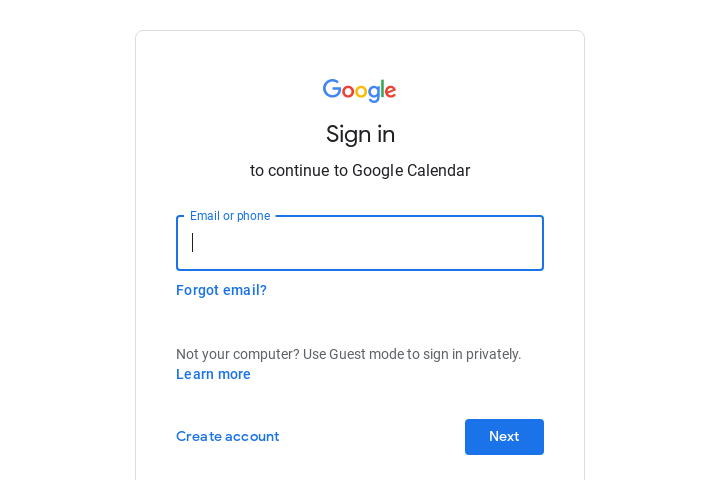 Google
Sign in
to continue to Google Calendar
Email or phone
Forgot email?
Not your computer? Use Guest mode to sign in privately.
Learn more
Create account
Next